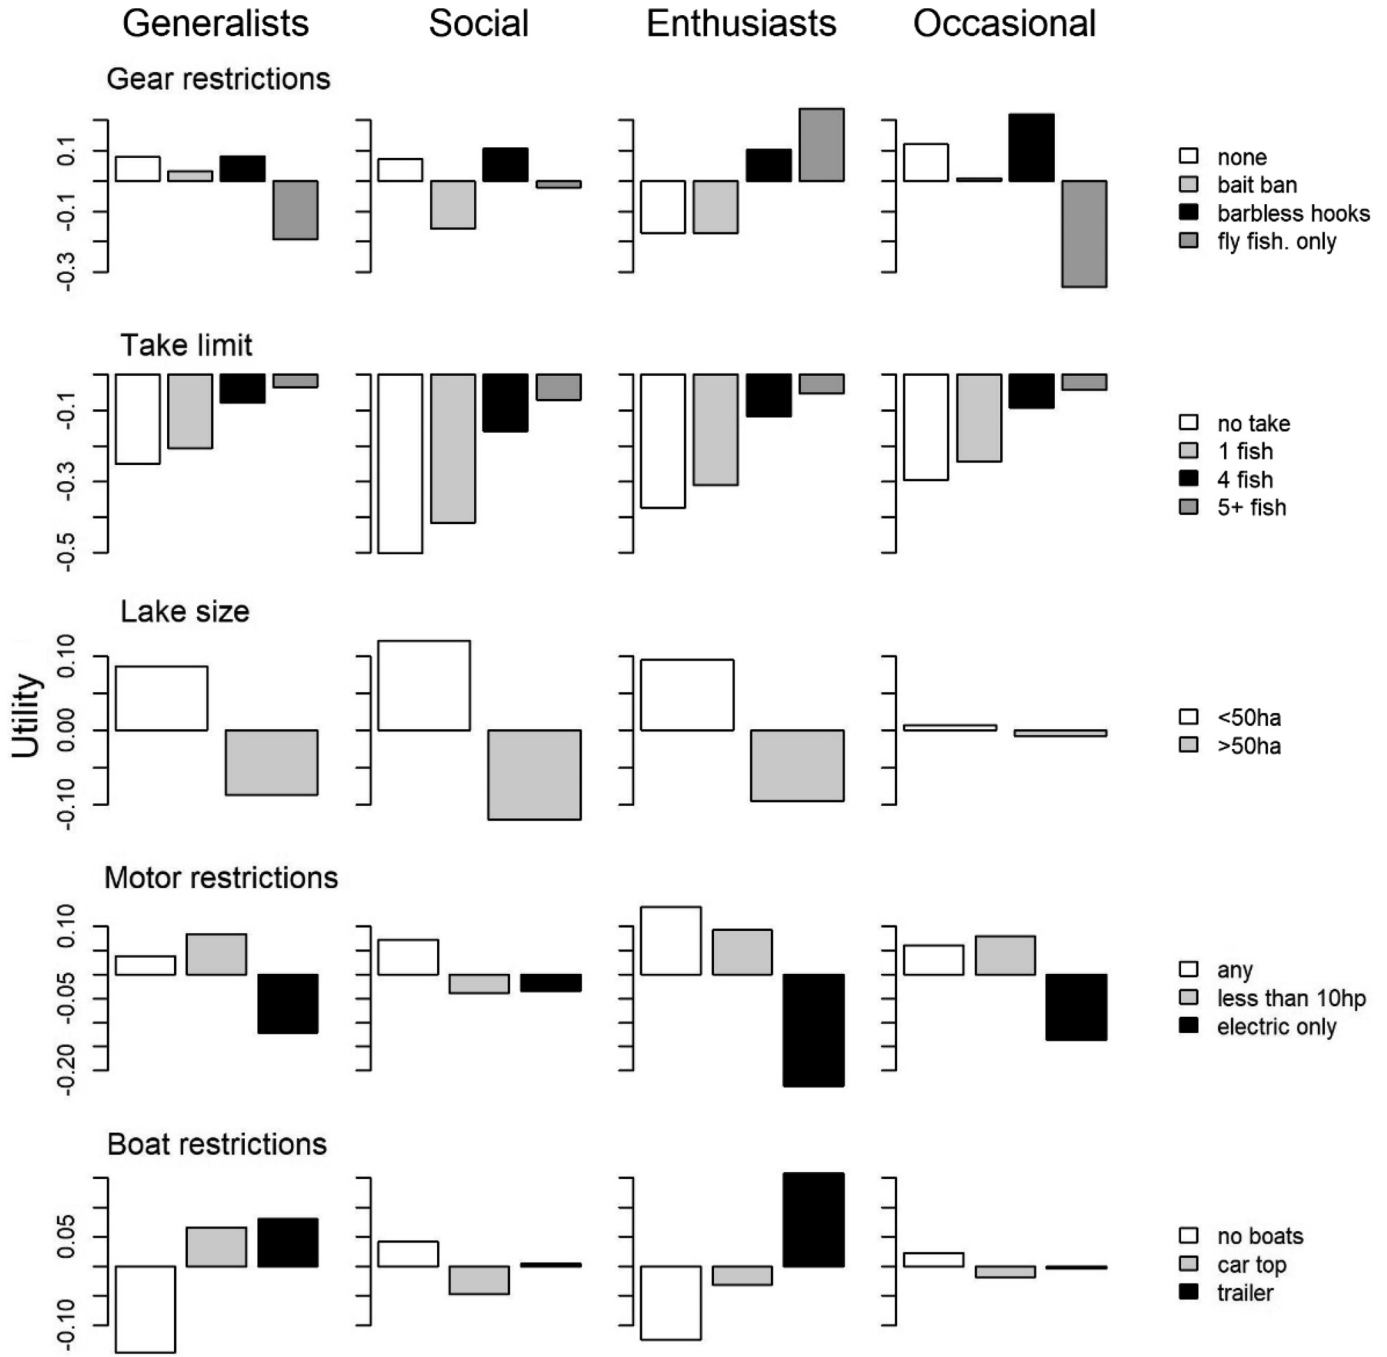 Generalists Social Enthusiasts Occasional
Gear restrictions
0.1
-0.1
-0.3
none
bait ban
barbless hooks
fly fish. only
Take limit
-0.1
-0.3
-0.5
no take
1 fish
4 fish
5+ fish
Utility
Lake size
0.10
0.00
-0.10
<50ha
>50ha
Motor restrictions
0.10
-0.05
-0.20
any
less than 10hp
electric only
Boat restrictions
0.05
-0.10
no boats
car top
trailer